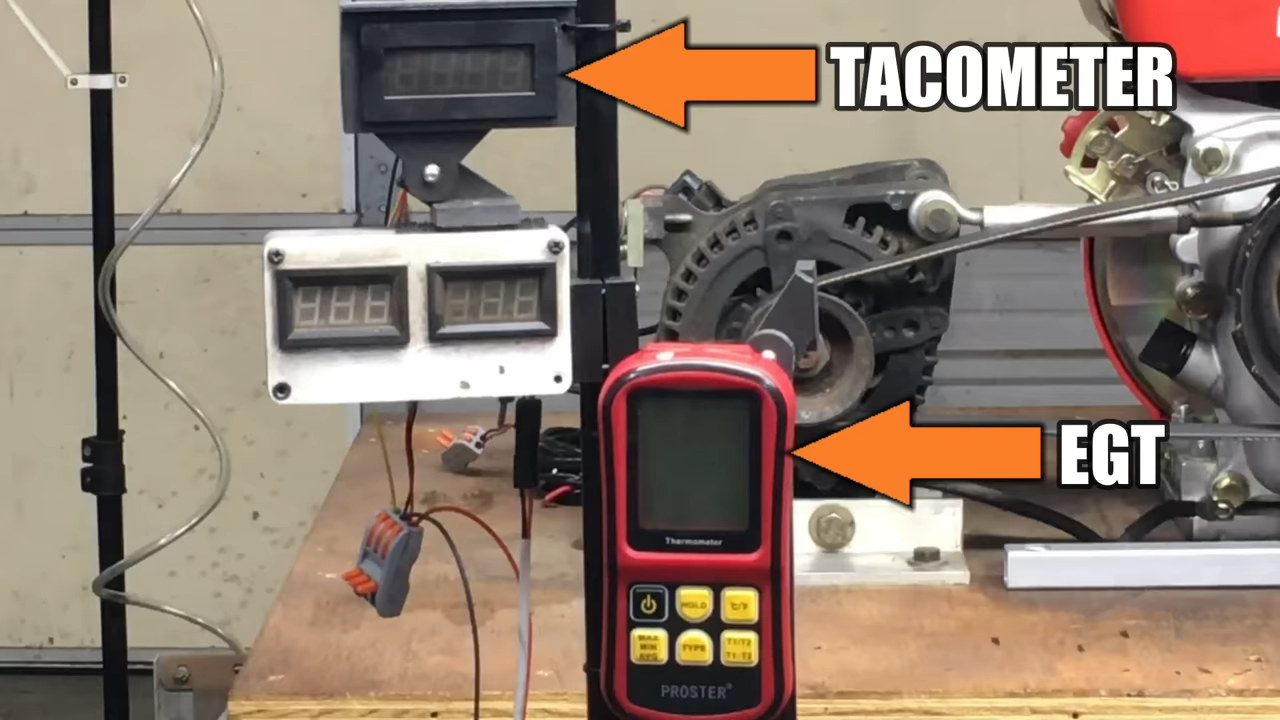 TACOMETER
EGT
Thermometer
HOLD
°C/°F
MAX
MIN
AVG
TYPE
T1/T2
T1-T2
PROSTER®